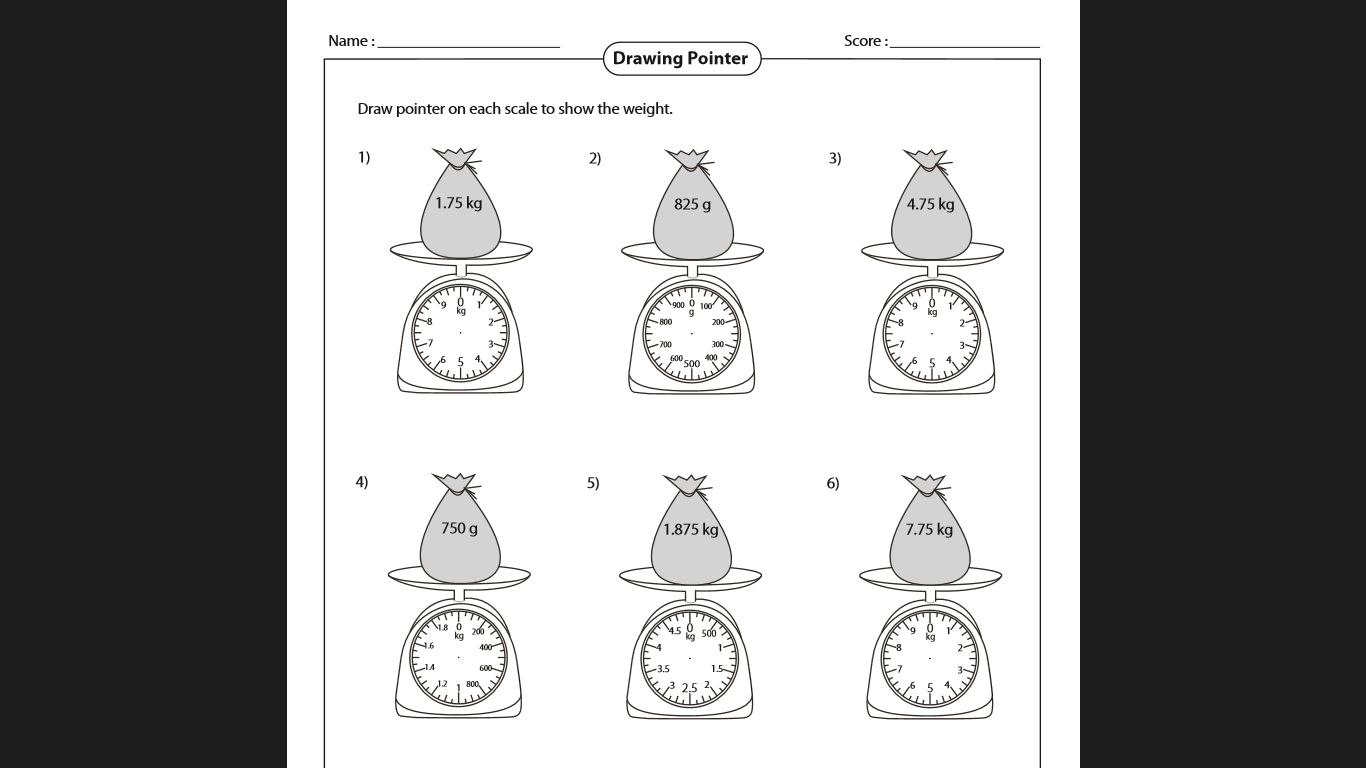 Name : Score :
Drawing Pointer
Draw pointer on each scale to show the weight.
1) 2) 3)
1.75 kg 825 g 4.75 kg
0 kg 1 2 3 4 5 6 7 8 9
0 g 100 200 300 400 500 600 700 800 900
0 kg 1 2 3 4 5 6 7 8 9
4) 5) 6)
750 g 1.875 kg 7.75 kg
0 kg 200 400 600 800 1 1.2 1.4 1.6 1.8
0 kg 500 1 1.5 2 2.5 3 3.5 4 4.5
0 kg 1 2 3 4 5 6 7 8 9